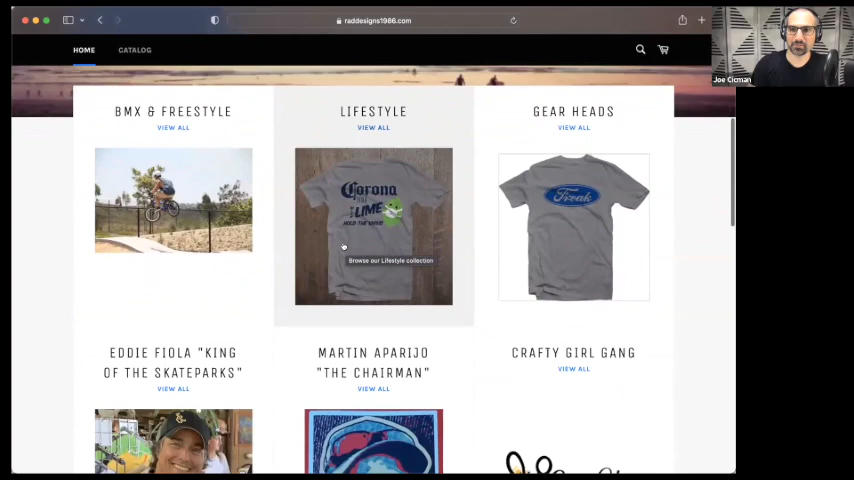 raddesigns1986.com
HOME
CATALOG
Joe Cicman
BMX & FREESTYLE
LIFESTYLE
GEAR HEADS
VIEW ALL
VIEW ALL
VIEW ALL
Corona
LIME
HOLD THE
Freak
Browse our Lifestyle collection
EDDIE FIOLA "KING
OF THE SKATEPARKS"
MARTIN APARIJO
"THE CHAIRMAN"
CRAFTY GIRL GANG
VIEW ALL
VIEW ALL
VIEW ALL